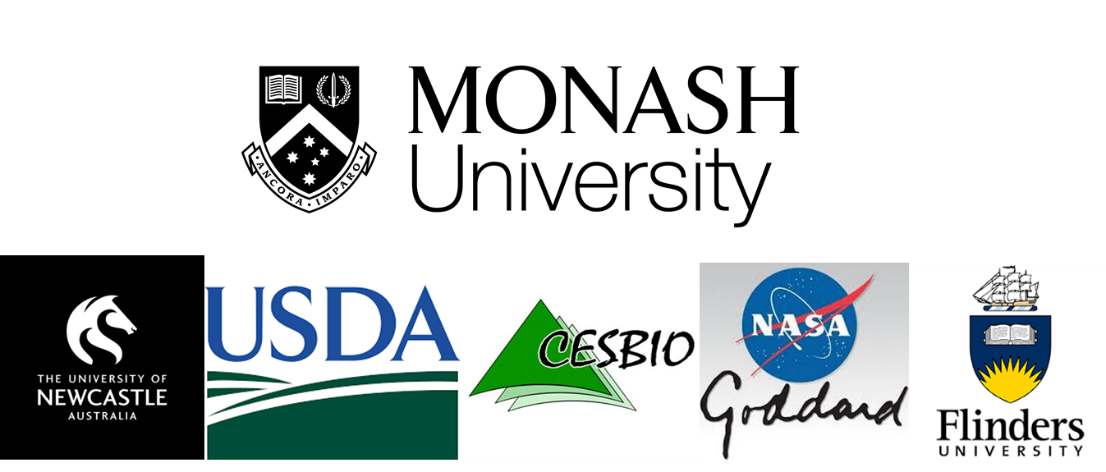 MONASH
University
ANCORA · IMPARO
THE UNIVERSITY OF
NEWCASTLE
AUSTRALIA
USDA
CESBIO
NASA
Goddard
Flinders
UNIVERSITY